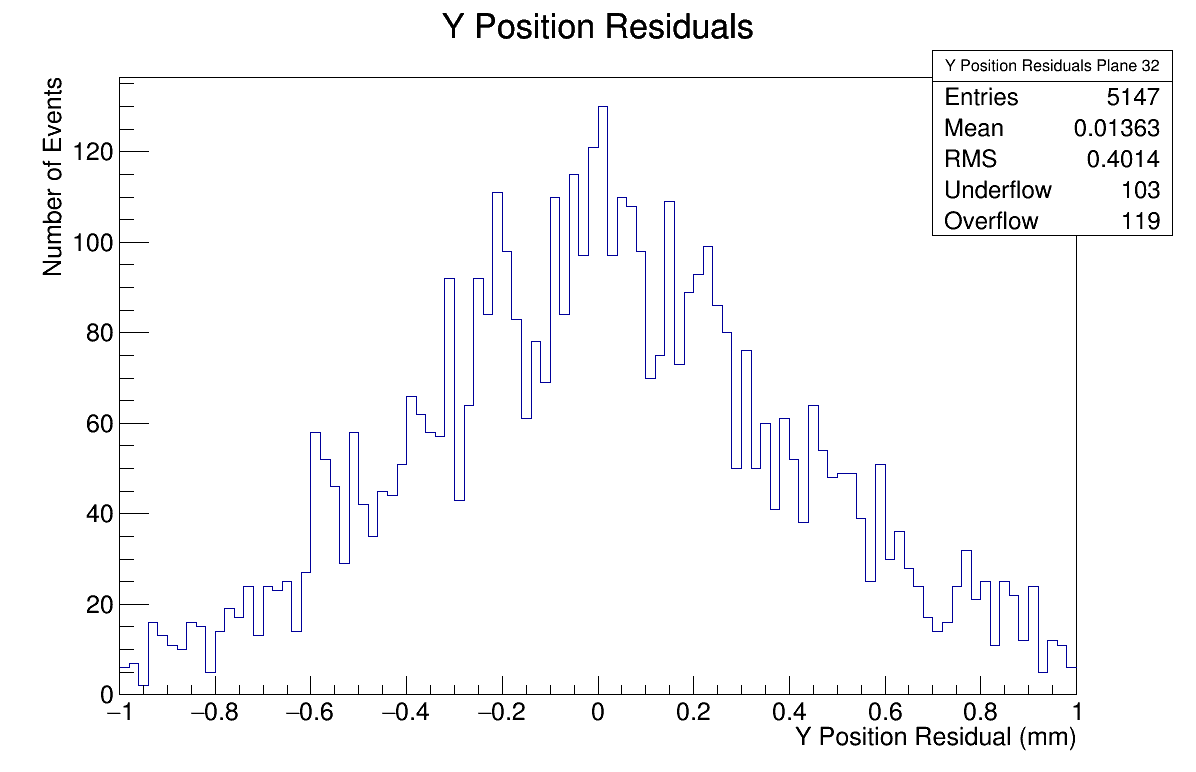 Y Position Residuals
Y Position Residuals Plane 32
Entries 5147
Mean 0.01363
RMS 0.4014
Underflow 103
Overflow 119
Number of Events
120
100
80
60
40
20
0
−1 −0.8 −0.6 −0.4 −0.2 0 0.2 0.4 0.6 0.8 1
Y Position Residual (mm)